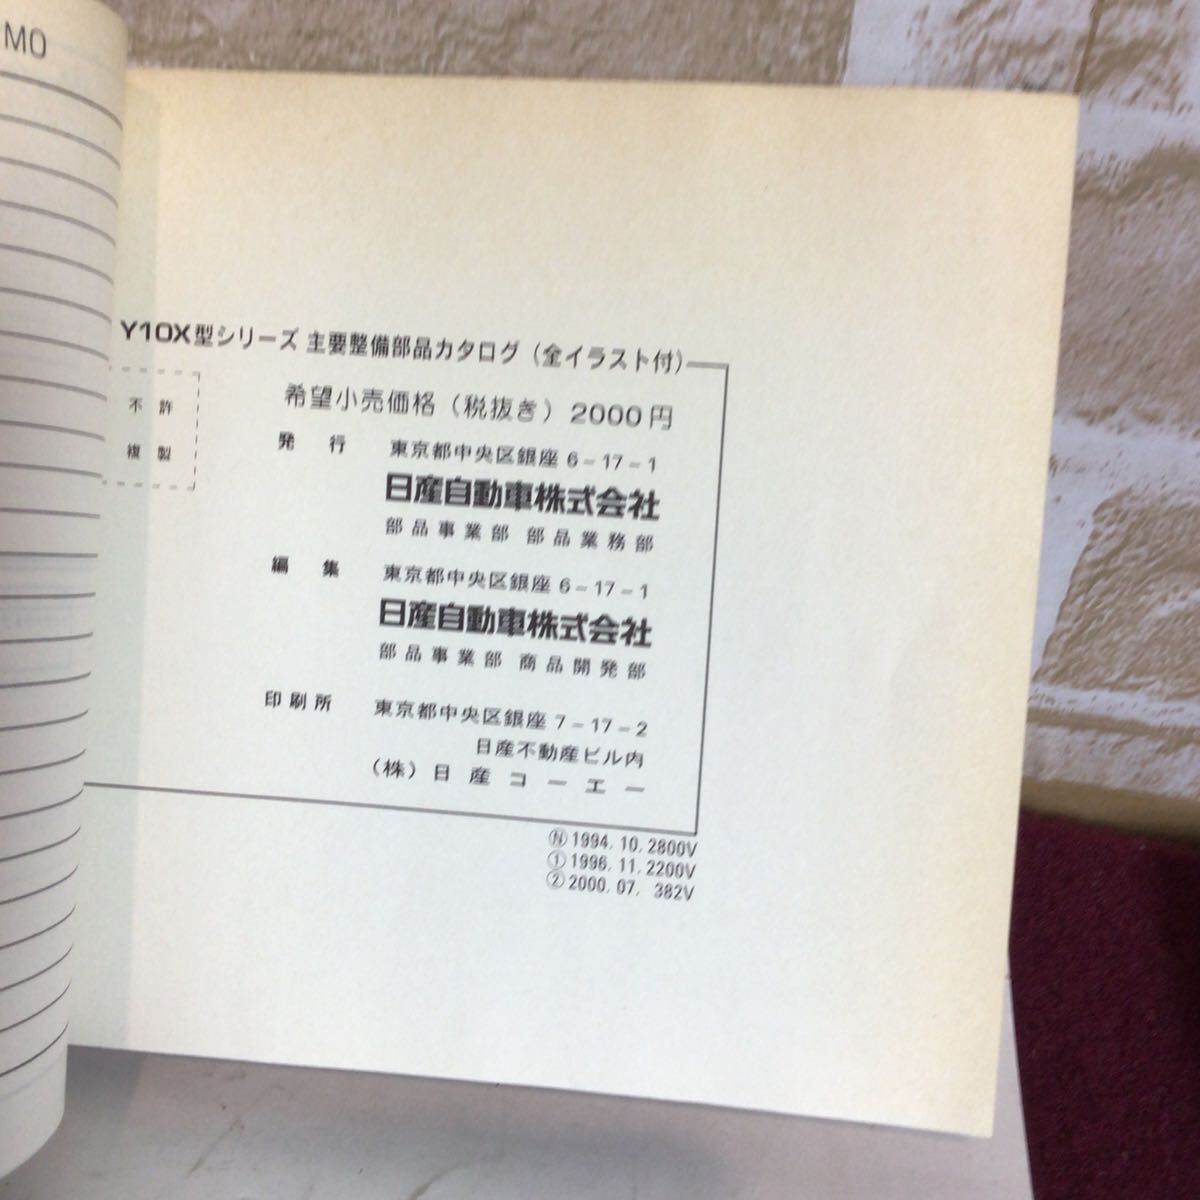 MO
Y10X型シリーズ 主要整備部品カタログ（全イラスト付）
不許
複製
希望小売価格（税抜き）2000円
発行 東京都中央区銀座 6－17－1
日産自動車株式会社
部品事業部 部品業務部
編集 東京都中央区銀座 6－17－1
日産自動車株式会社
部品事業部 商品開発部
印刷所 東京都中央区銀座 7－17－2
日産不動産ビル内
（株）日産コーエー
Ⓝ 1994. 10. 2800V
① 1996. 11. 2200V
② 2000. 07. 382V